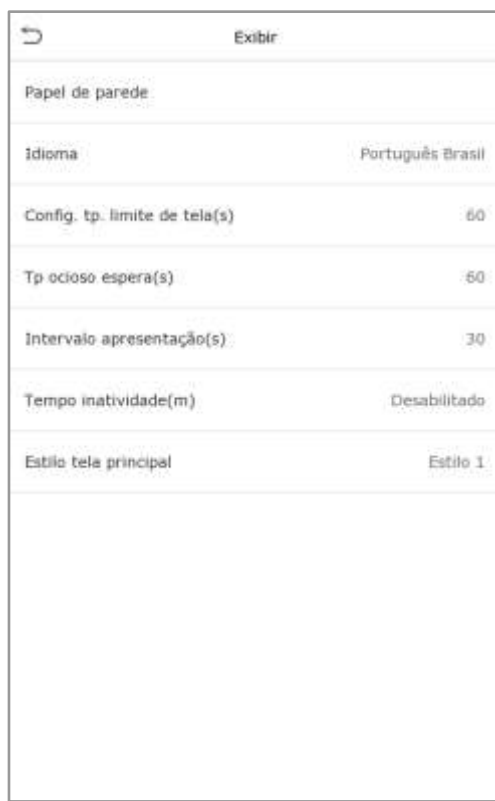 Exibir
Papel de parede
Idioma Português Brasil
Config. tp. limite de tela(s) 60
Tp ocioso espera(s) 60
Intervalo apresentação(s) 30
Tempo inatividade(m) Desabilitado
Estilo tela principal Estilo 1